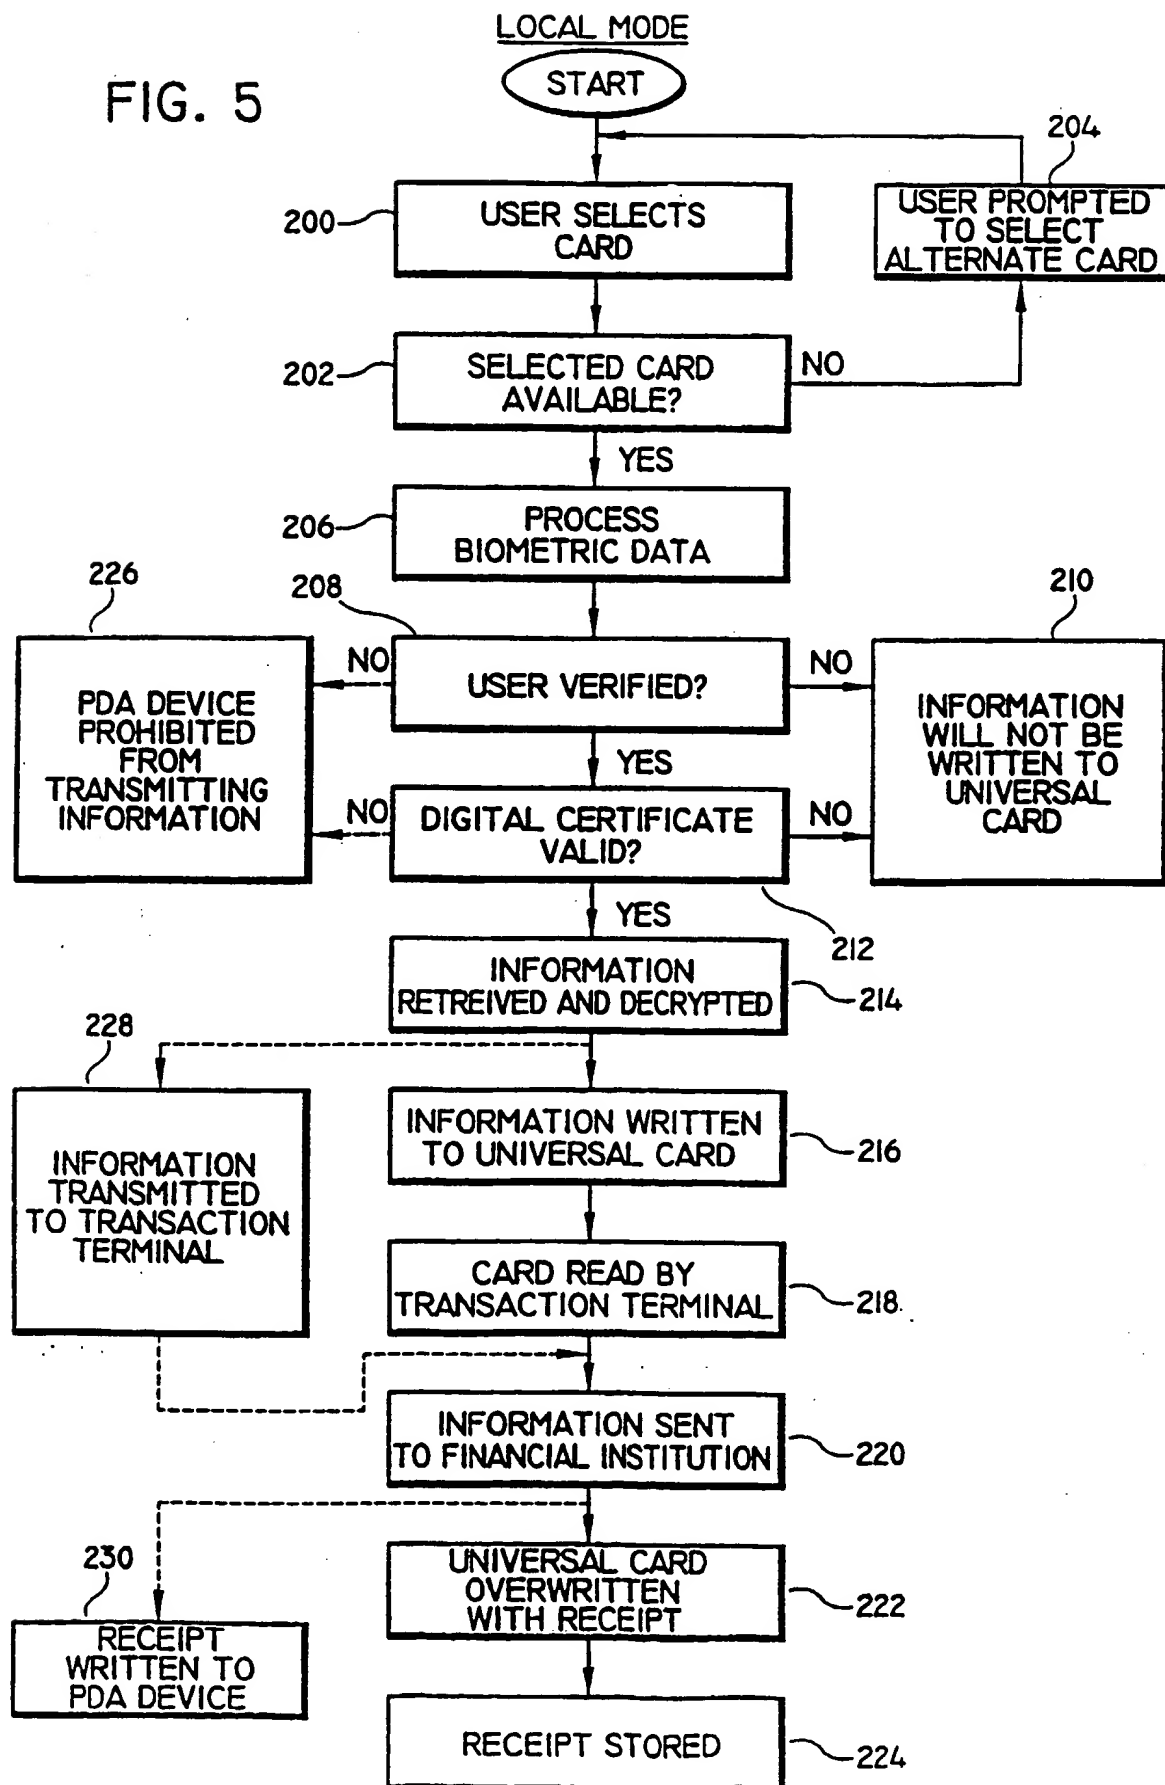 LOCAL MODE
START
FIG. 5
204
USER PROMPTED
TO SELECT
ALTERNATE CARD
200
USER SELECTS
CARD
202
SELECTED CARD
AVAILABLE?
NO
YES
206
PROCESS
BIOMETRIC DATA
226
208
210
PDA DEVICE
PROHIBITED
FROM
TRANSMITTING
INFORMATION
NO
USER VERIFIED?
NO
INFORMATION
WILL NOT BE
WRITTEN TO
UNIVERSAL
CARD
YES
NO
DIGITAL CERTIFICATE
VALID?
NO
YES
212
INFORMATION
RETREIVED AND DECRYPTED
214
228
INFORMATION
TRANSMITTED
TO TRANSACTION
TERMINAL
INFORMATION WRITTEN
TO UNIVERSAL CARD
216
CARD READ BY
TRANSACTION TERMINAL
218
INFORMATION SENT
TO FINANCIAL INSTITUTION
220
230
RECEIPT
WRITTEN TO
PDA DEVICE
UNIVERSAL CARD
OVERWRITTEN
WITH RECEIPT
222
RECEIPT STORED
224